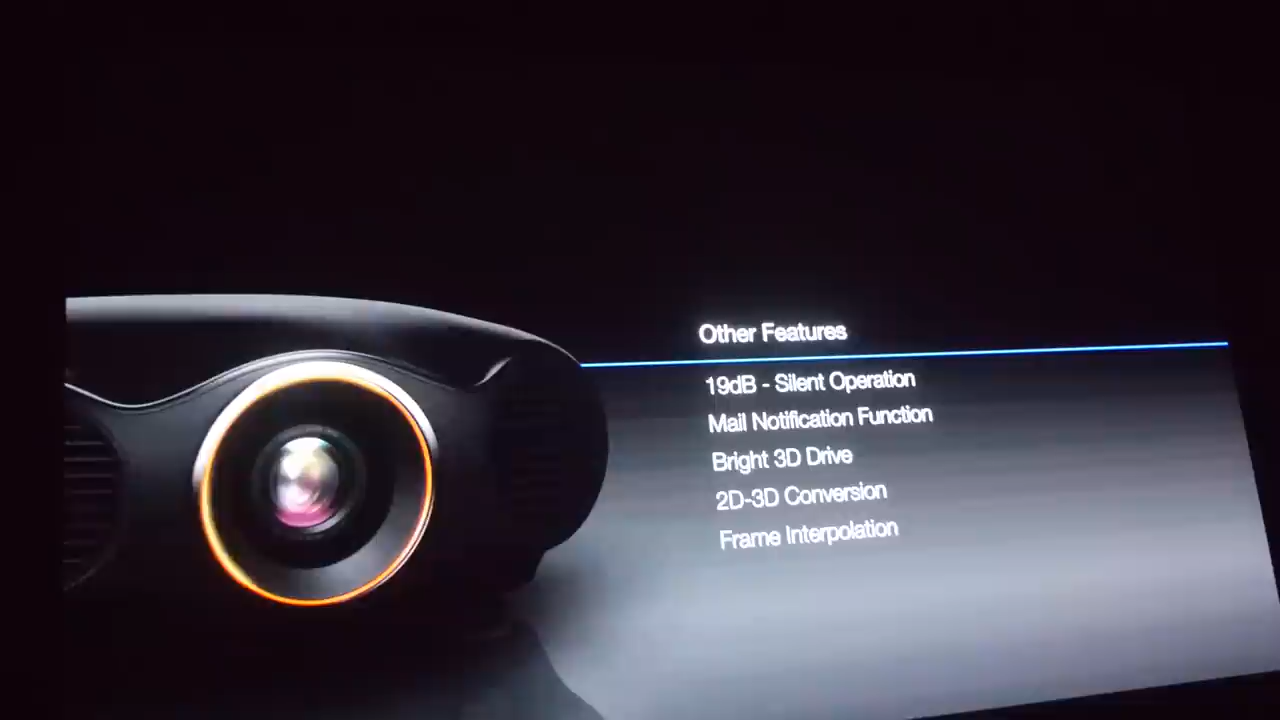 Other Features
19dB - Silent Operation
Mail Notification Function
Bright 3D Drive
2D-3D Conversion
Frame Interpolation